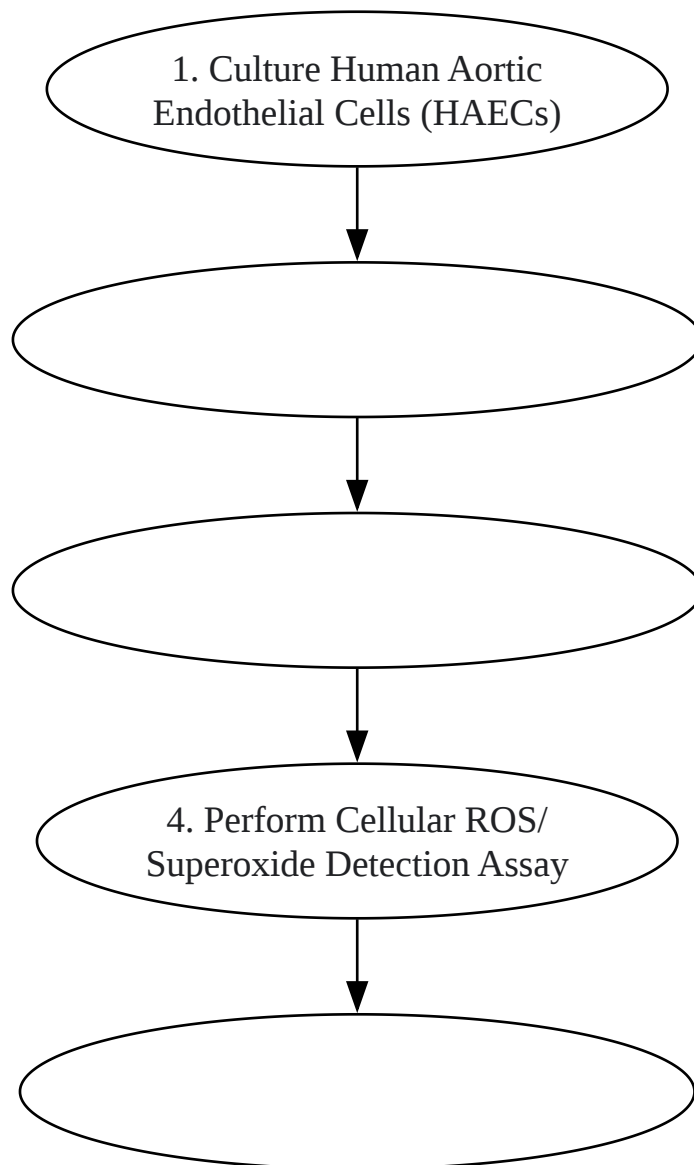 1. Culture Human Aortic
Endothelial Cells (HAECs)
4. Perform Cellular ROS/
Superoxide Detection Assay